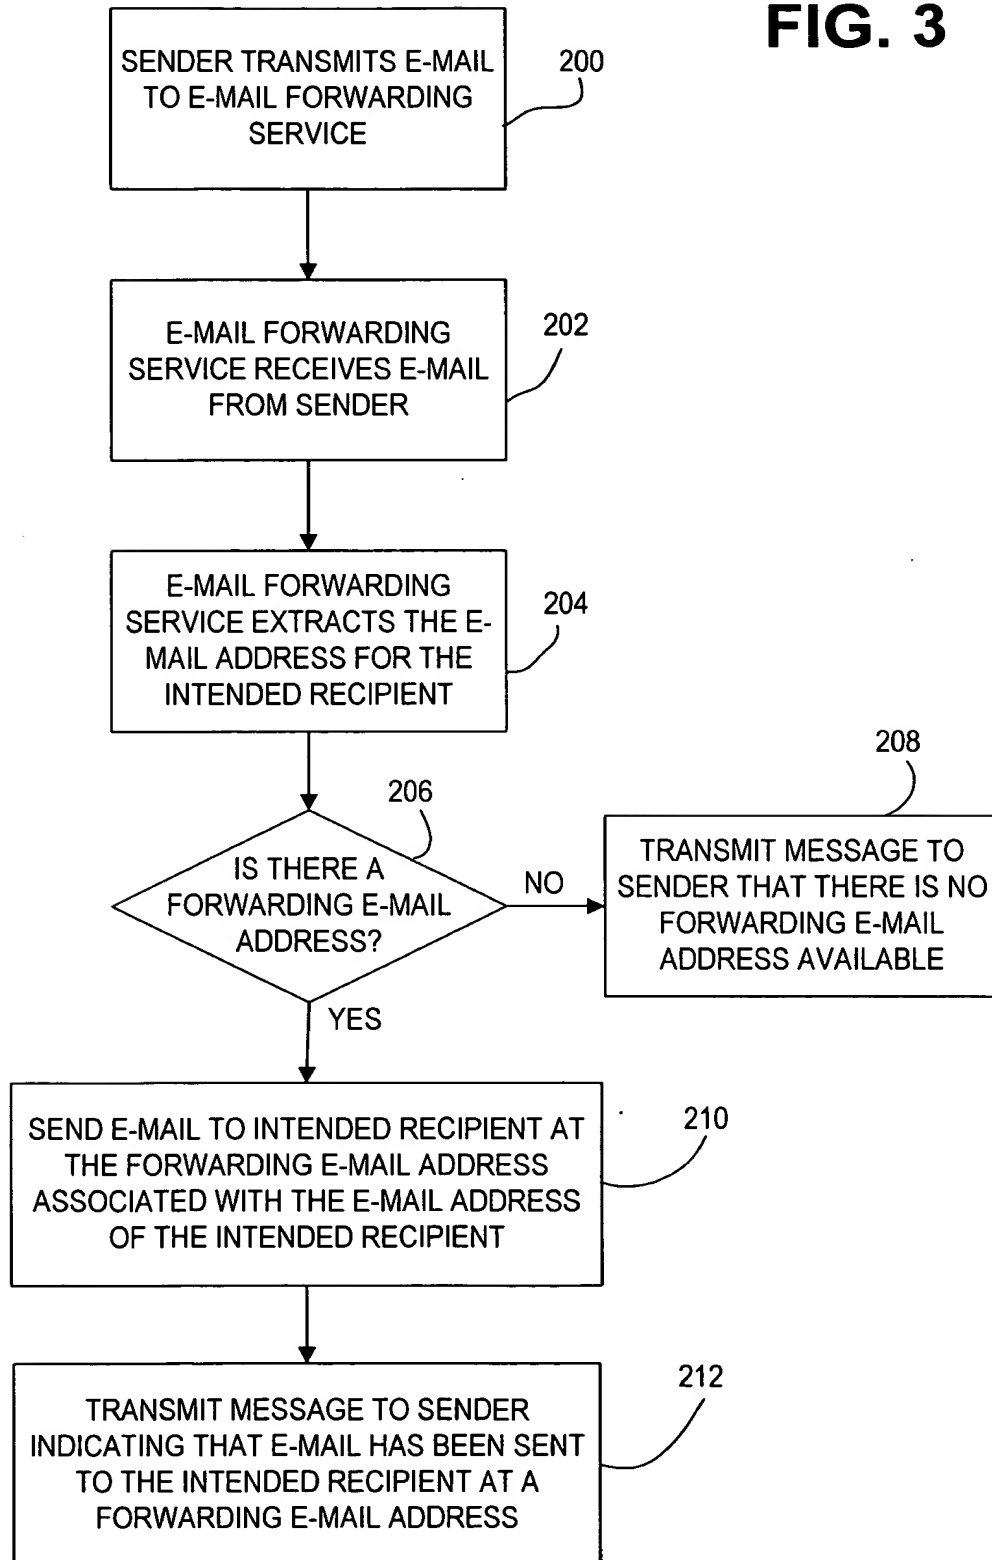 FIG. 3
SENDER TRANSMITS E-MAIL
TO E-MAIL FORWARDING
SERVICE
200
E-MAIL FORWARDING
SERVICE RECEIVES E-MAIL
FROM SENDER
202
E-MAIL FORWARDING
SERVICE EXTRACTS THE E-
MAIL ADDRESS FOR THE
INTENDED RECIPIENT
204
206
IS THERE A
FORWARDING E-MAIL
ADDRESS?
NO
208
TRANSMIT MESSAGE TO
SENDER THAT THERE IS NO
FORWARDING E-MAIL
ADDRESS AVAILABLE
YES
SEND E-MAIL TO INTENDED RECIPIENT AT
THE FORWARDING E-MAIL ADDRESS
ASSOCIATED WITH THE E-MAIL ADDRESS
OF THE INTENDED RECIPIENT
210
TRANSMIT MESSAGE TO SENDER
INDICATING THAT E-MAIL HAS BEEN SENT
TO THE INTENDED RECIPIENT AT A
FORWARDING E-MAIL ADDRESS
212